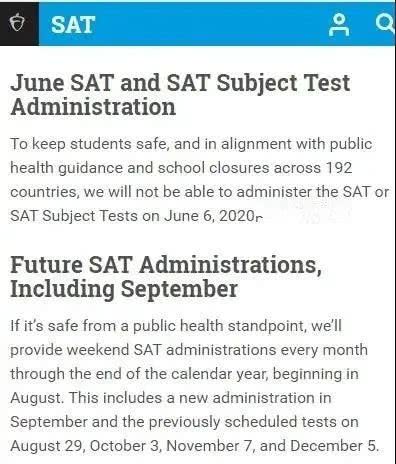 SAT
June SAT and SAT Subject Test
Administration
To keep students safe, and in alignment with public
health guidance and school closures across 192
countries, we will not be able to administer the SAT or
SAT Subject Tests on June 6, 2020
Future SAT Administrations,
Including September
If it's safe from a public health standpoint, we'll
provide weekend SAT administrations every month
through the end of the calendar year, beginning in
August. This includes a new administration in
September and the previously scheduled tests on
August 29, October 3, November 7, and December 5.